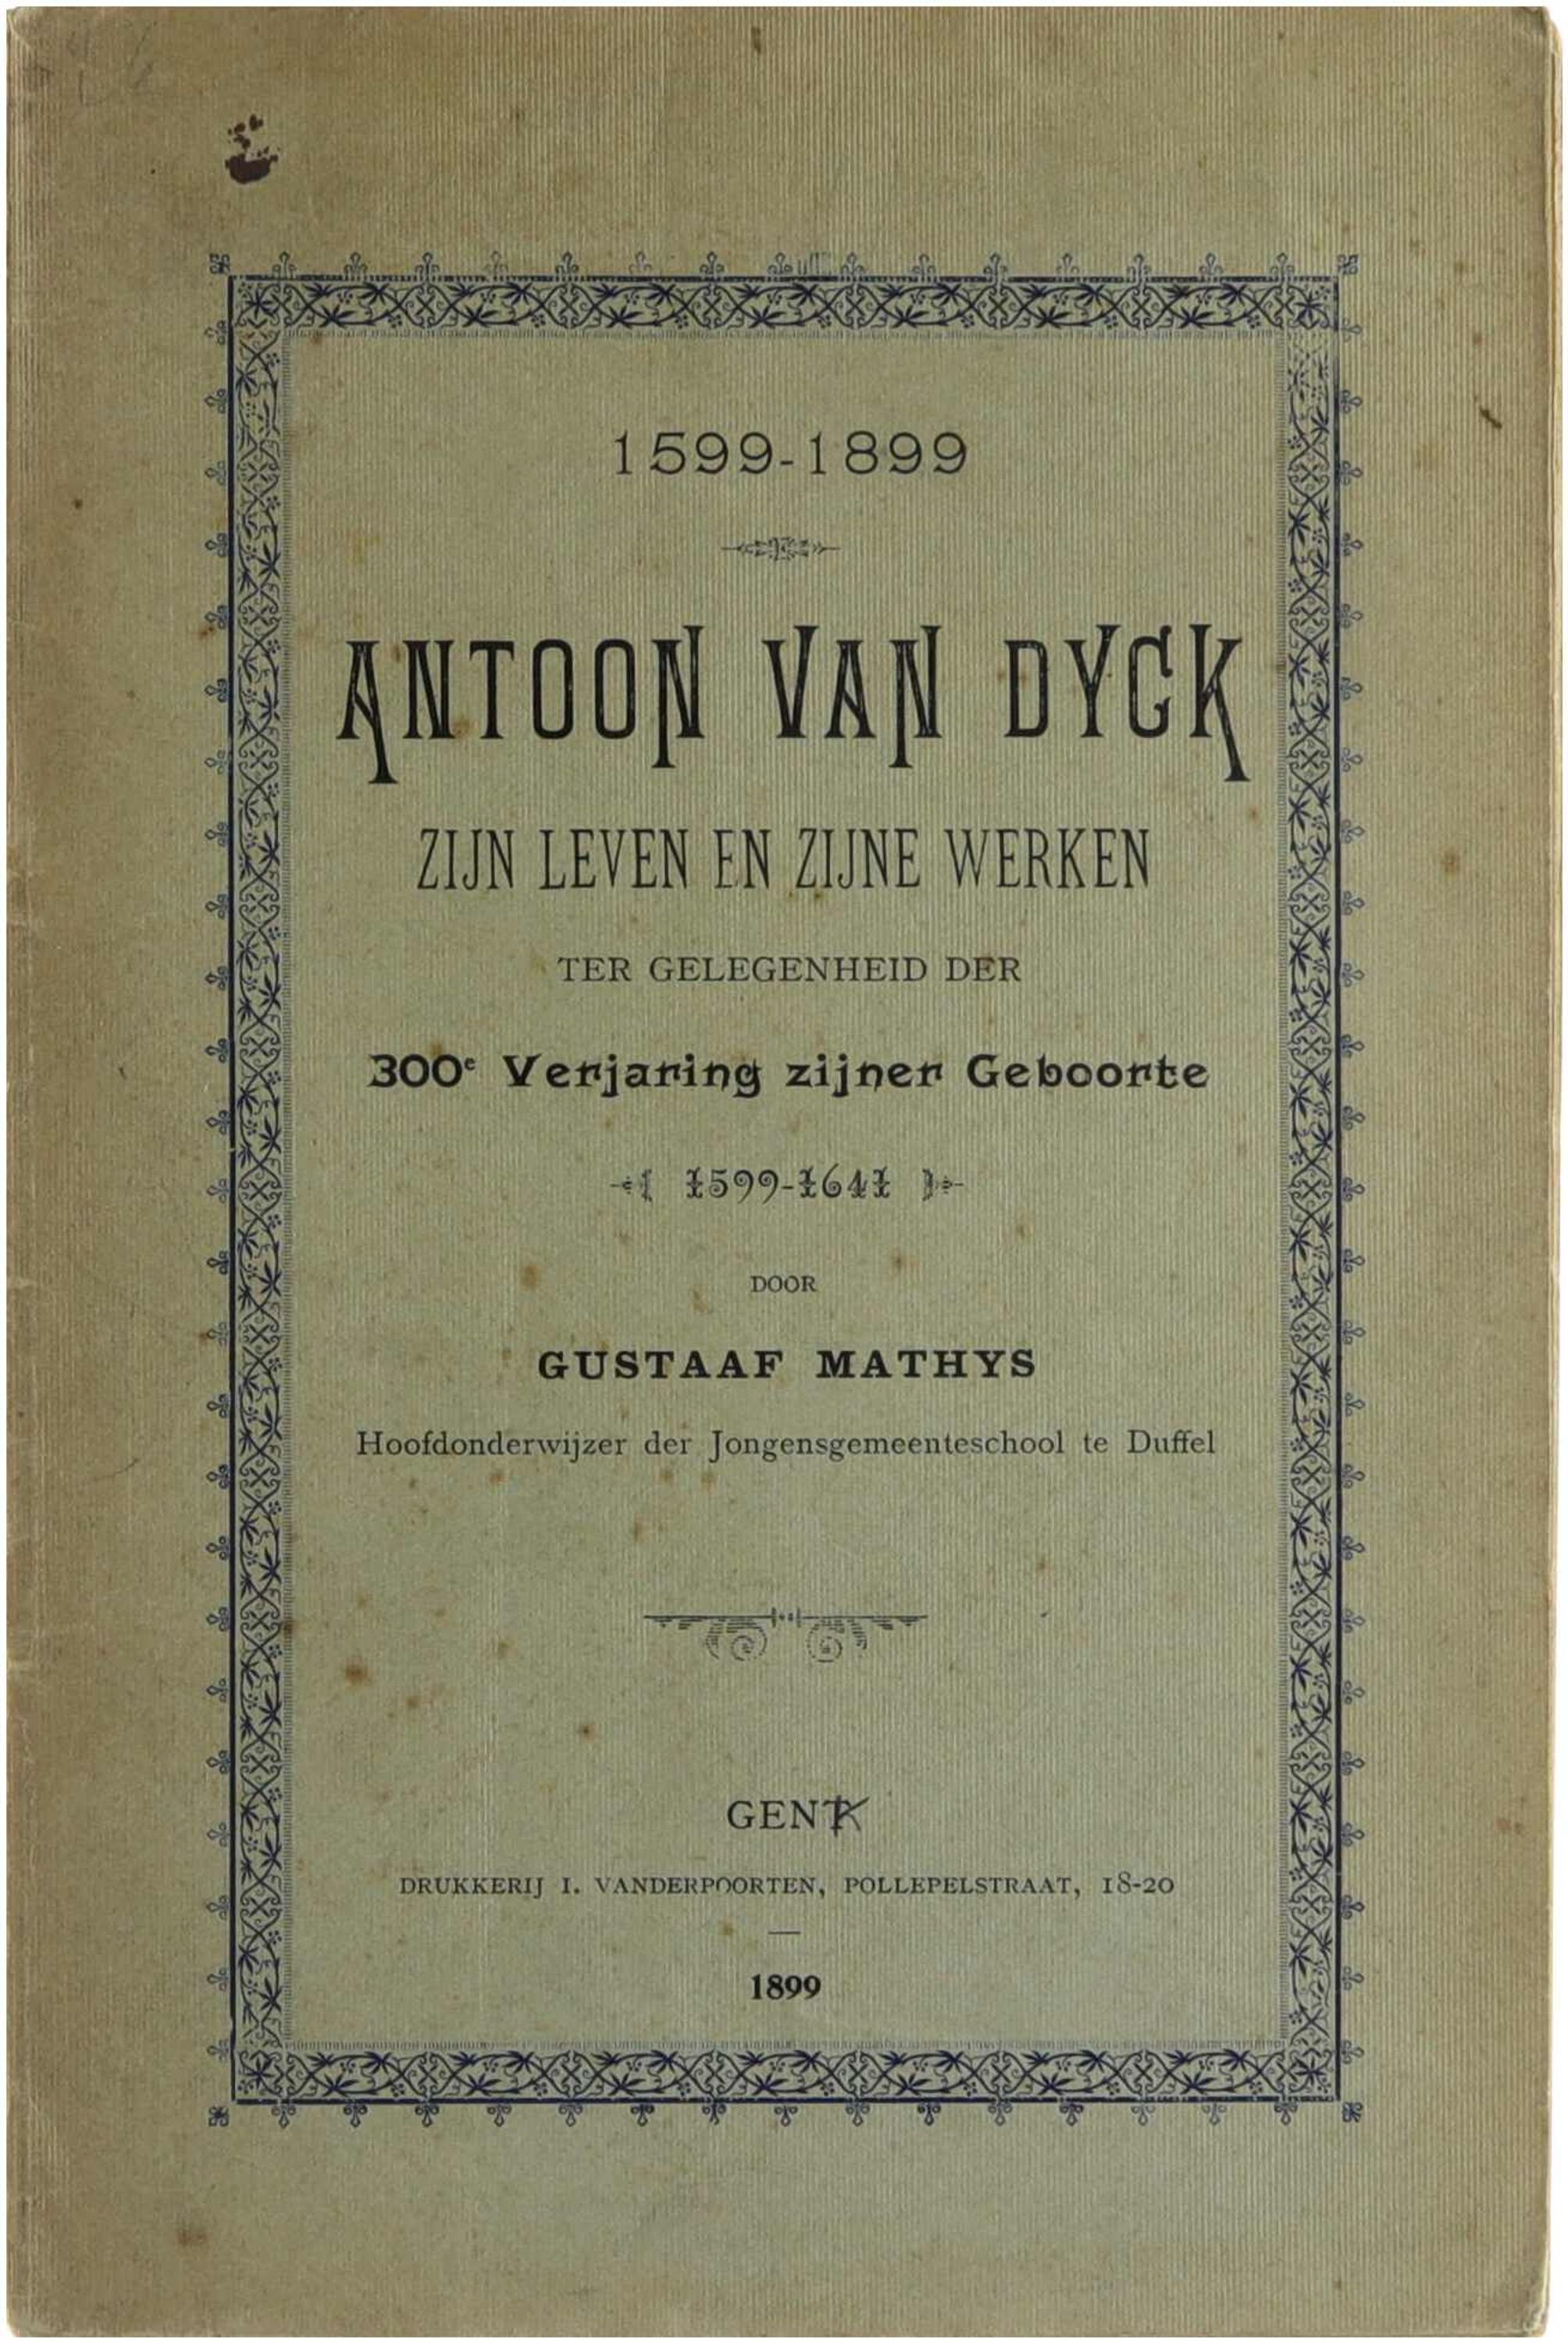 1599-1899
ANTOON VAN DYCK
ZIJN LEVEN EN ZIJNE WERKEN
TER GELEGENHEID DER
300e Verjaring zijner Geboorte
1599-1641
DOOR
GUSTAAF MATHYS
Hoofdonderwijzer der Jongensgemeenteschool te Duffel
GENT
DRUKKERIJ I. VANDERPOORTEN, POLLEPELSTRAAT, 18-20
1899